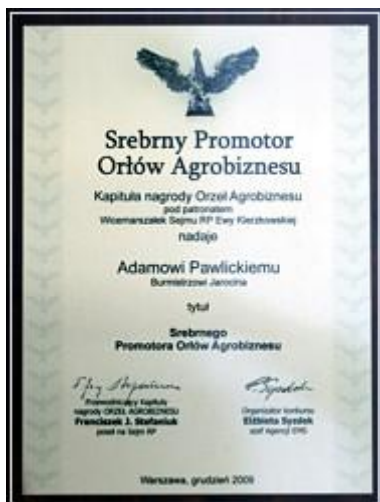 Srebrny Promotor
Orłów Agrobiznesu
Kapituła nagrody Orzeł Agrobiznesu
pod patronatem
Wicemarszałek Sejmu RP Ewy Kierzkowskiej
nadaje
Adamowi Pawlickiemu
Burmistrzowi Jarocina
tytuł
Srebrnego
Promotora Orłów Agrobiznesu
Przewodniczący Kapituły
nagrody ORZEŁ AGROBIZNESU
Franciszek J. Stefaniuk
poseł na Sejm RP
Organizator konkursu
Elżbieta Syzdek
szef Agencji
Warszawa, grudzień 2009